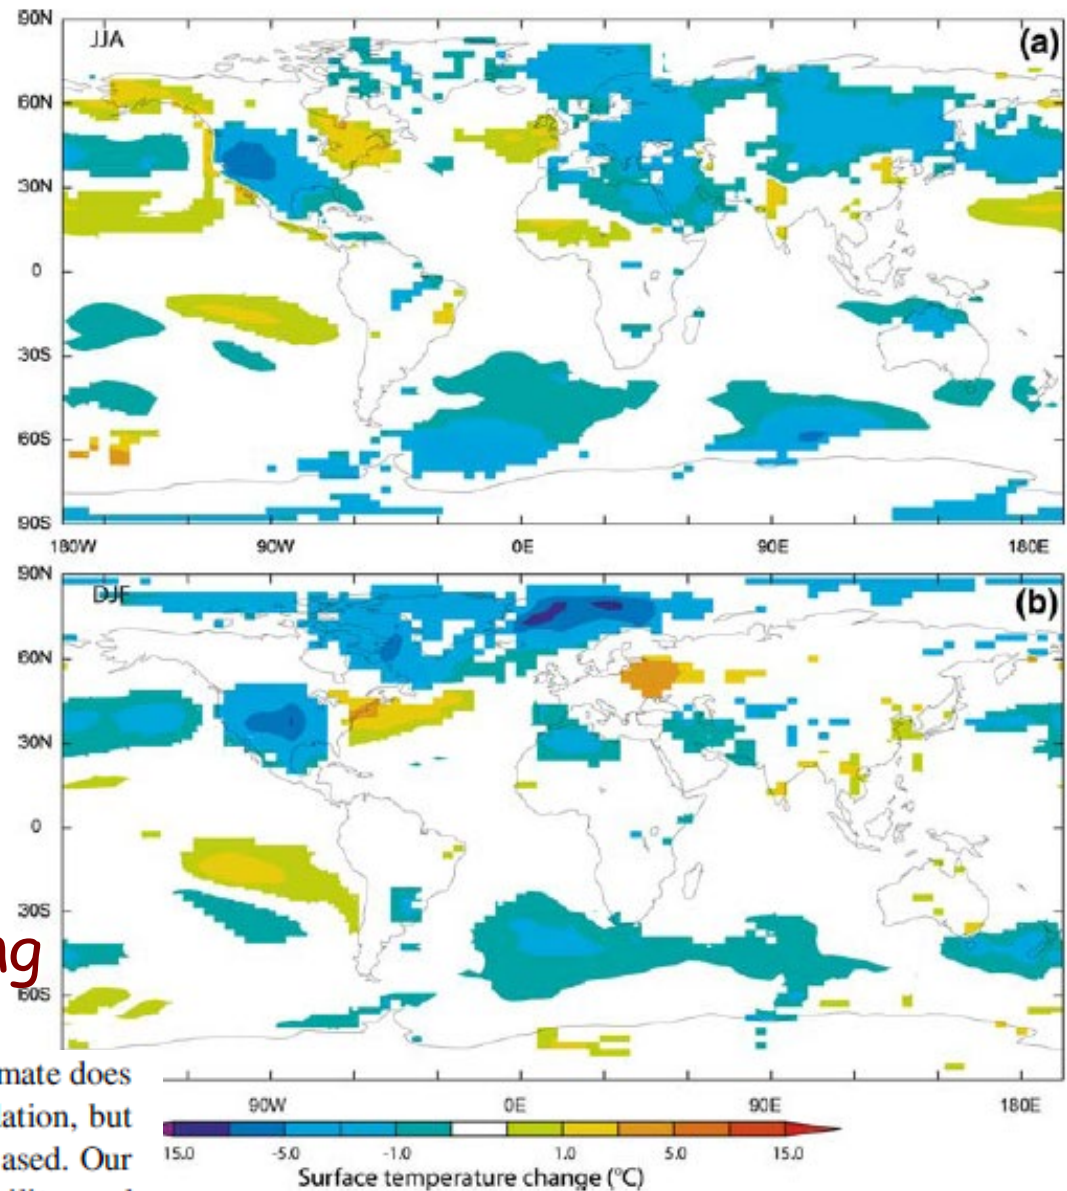 90N
JJA
(a)
60N
30N
0
30S
60S
90S
180W 90W 0E 90E 180E
90N
DJF
(b)
60N
30N
0
30S
ng
60S
mate does
90W 0E 90E 180E
lation, but
15.0 -5.0 -1.0 1.0 5.0 15.0
ased. Our
Surface temperature change (°C)